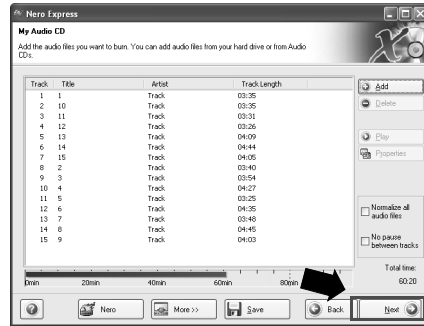 Nero Express
My Audio CD
Add the audio files you want to burn. You can add audio files from your hard drive or from Audio
CDs.
Track Title Artist Track Length
1 1 Track 03:35
2 10 Track 03:35
3 11 Track 03:31
4 12 Track 03:26
5 13 Track 04:09
6 14 Track 04:44
7 15 Track 04:05
8 2 Track 03:40
9 3 Track 03:54
10 4 Track 04:27
11 5 Track 03:25
12 6 Track 04:35
13 7 Track 03:48
14 8 Track 04:45
15 9 Track 04:03
Add
Delete
Play
Properties
Normalize all
audio files
No pause
between tracks
Total time:
60:20
0min 20min 40min 60min 80min
Nero More >> Save Back Next